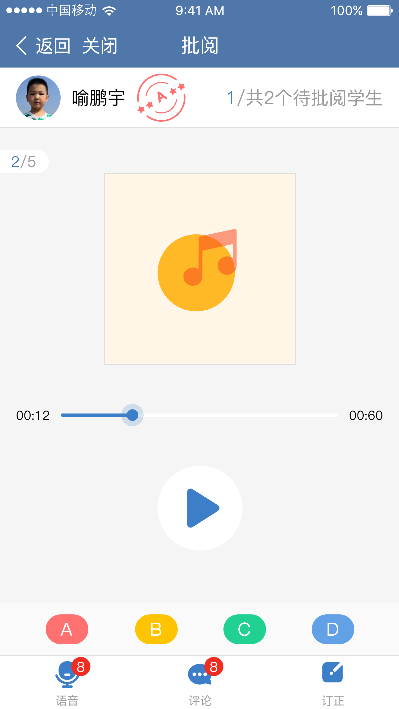 中国移动 9:41 AM 100%
返回 关闭 批阅
喻鹏宇 A 1/共2个待批阅学生
2/5
00:12 00:60
A B C D
8 8
语音 评论 订正